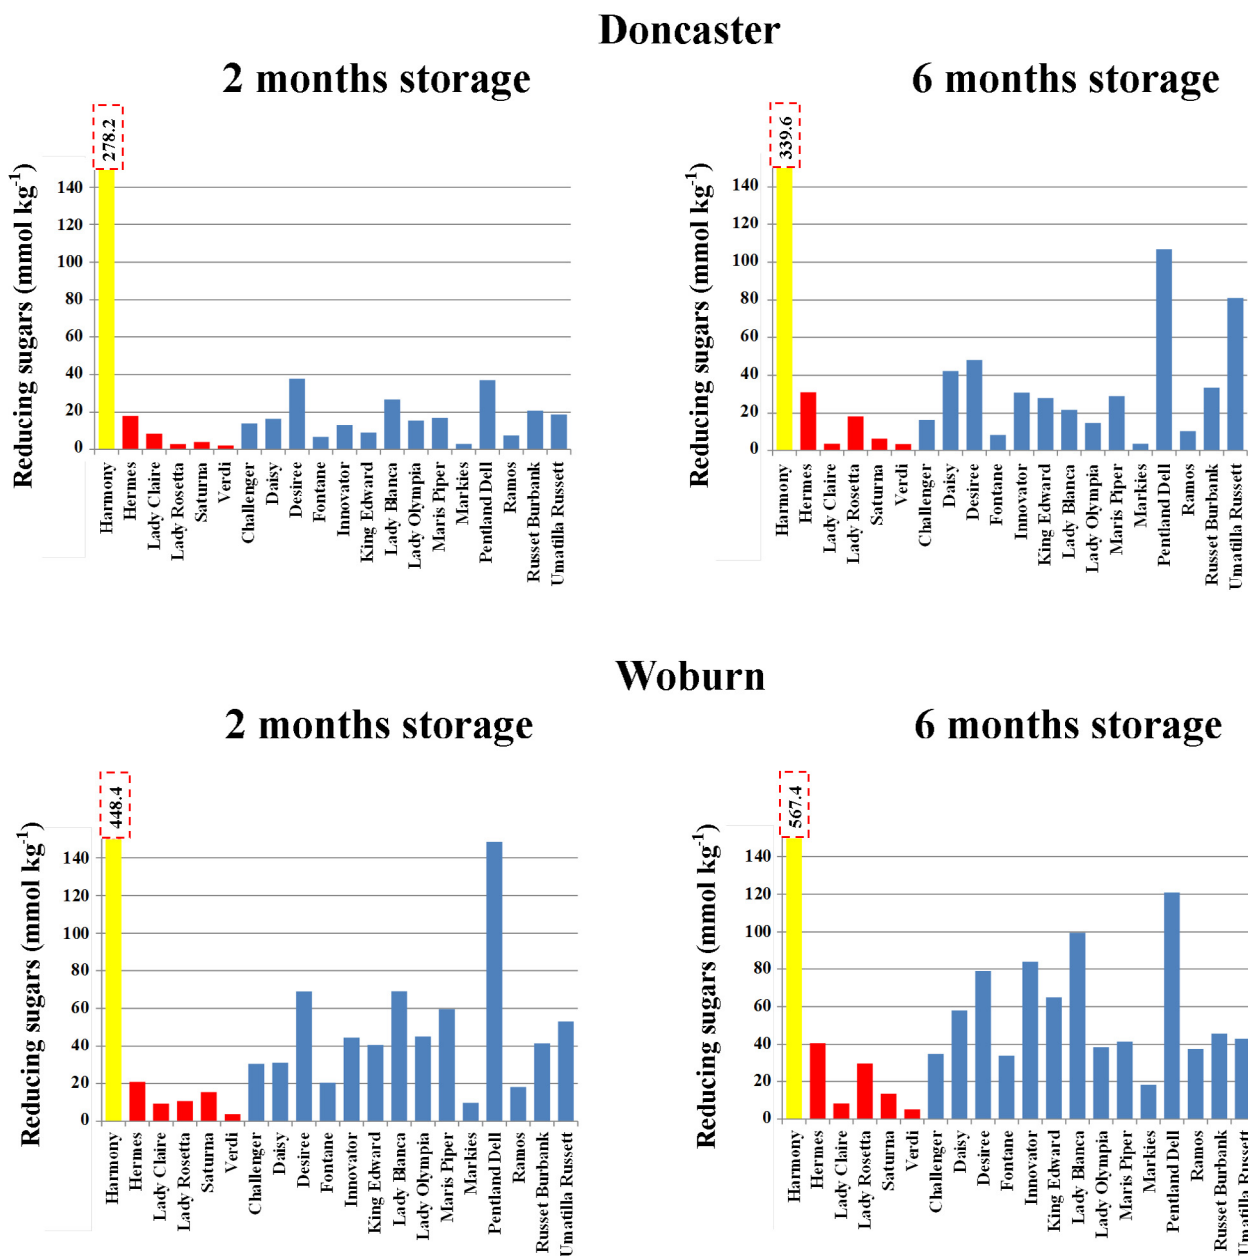 Doncaster
2 months storage
6 months storage
Reducing sugars (mmol kg⁻¹)
278.2
140
120
100
80
60
40
20
0
Harmony
Hermes
Lady Claire
Lady Rosetta
Saturna
Verdi
Challenger
Daisy
Desiree
Fontane
Innovator
King Edward
Lady Blanca
Lady Olympia
Maris Piper
Markies
Pentland Dell
Ramos
Russet Burbank
Umatilla Russett
Reducing sugars (mmol kg⁻¹)
339.6
140
120
100
80
60
40
20
0
Harmony
Hermes
Lady Claire
Lady Rosetta
Saturna
Verdi
Challenger
Daisy
Desiree
Fontane
Innovator
King Edward
Lady Blanca
Lady Olympia
Maris Piper
Markies
Pentland Dell
Ramos
Russet Burbank
Umatilla Russett
Woburn
2 months storage
6 months storage
Reducing sugars (mmol kg⁻¹)
448.4
140
120
100
80
60
40
20
0
Harmony
Hermes
Lady Claire
Lady Rosetta
Saturna
Verdi
Challenger
Daisy
Desiree
Fontane
Innovator
King Edward
Lady Blanca
Lady Olympia
Maris Piper
Markies
Pentland Dell
Ramos
Russet Burbank
Umatilla Russett
Reducing sugars (mmol kg⁻¹)
567.4
140
120
100
80
60
40
20
0
Harmony
Hermes
Lady Claire
Lady Rosetta
Saturna
Verdi
Challenger
Daisy
Desiree
Fontane
Innovator
King Edward
Lady Blanca
Lady Olympia
Maris Piper
Markies
Pentland Dell
Ramos
Russet Burbank
Umatilla Russett